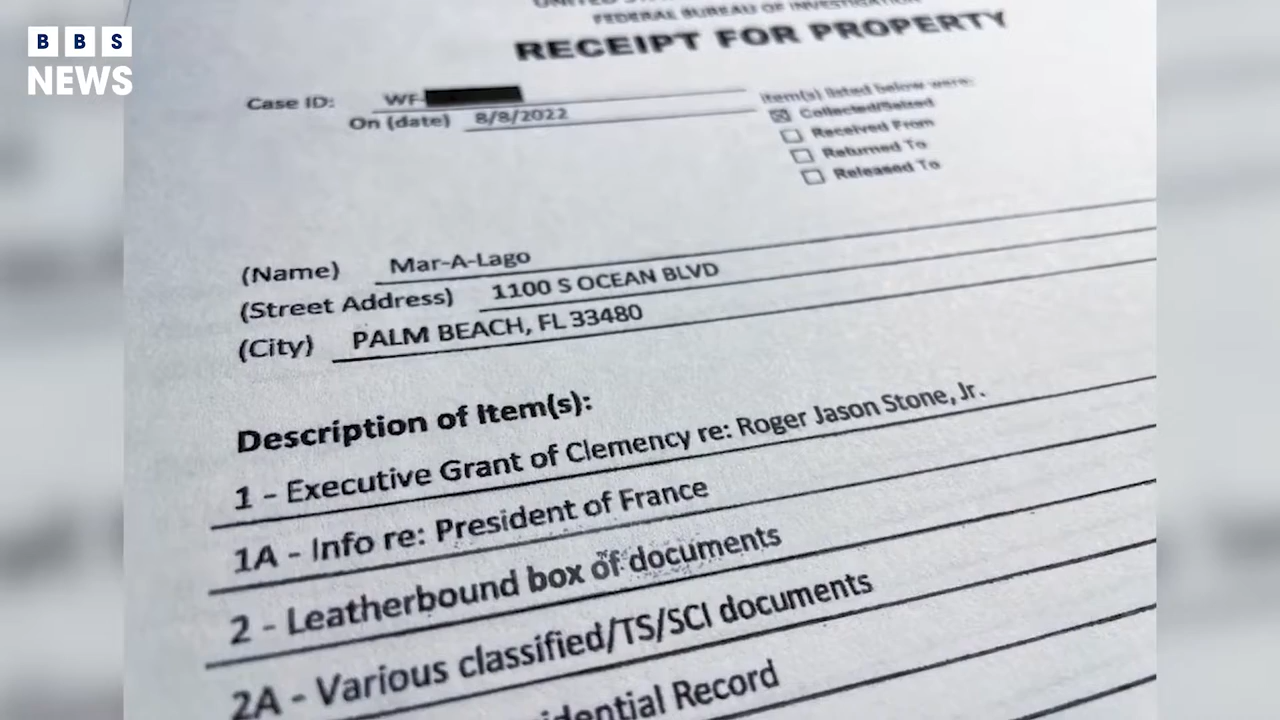 BBS
NEWS
FEDERAL BUREAU OF INVESTIGATION
RECEIPT FOR PROPERTY
Case ID: WF-
On (date) 8/8/2022
Item(s) listed below were:
Collected/Seized
Received From
Returned To
Released To
(Name) Mar-A-Lago
(Street Address) 1100 S OCEAN BLVD
(City) PALM BEACH, FL 33480
Description of Item(s):
1 - Executive Grant of Clemency re: Roger Jason Stone, Jr.
1A - Info re: President of France
2 - Leatherbound box of documents
2A - Various classified/TS/SCI documents
Record